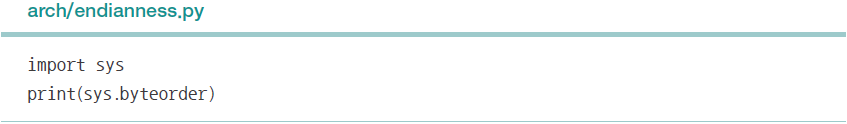 arch/endianness.py
import sys
print(sys.byteorder)